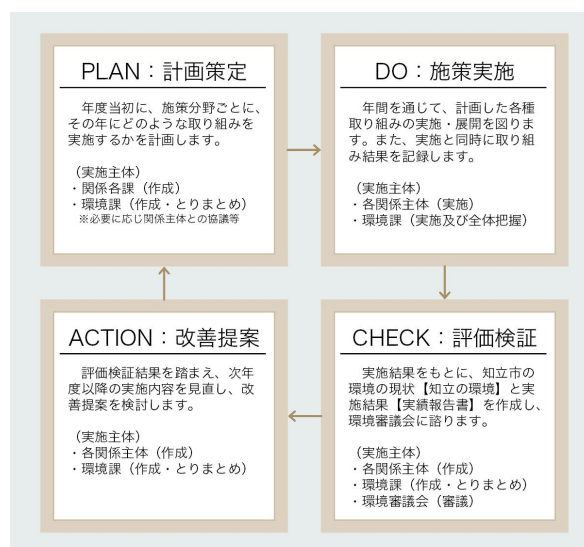 PLAN：計画策定
年度当初に、施策分野ごとに、
その年にどのような取り組みを
実施するかを計画します。
（実施主体）
・関係各課（作成）
・環境課（作成・とりまとめ）
※必要に応じ関係主体との協議等
DO：施策実施
年間を通じて、計画した各種
取り組みの実施・展開を図りま
す。また、実施と同時に取り組
み結果を記録します。
（実施主体）
・各関係主体（実施）
・環境課（実施及び全体把握）
ACTION：改善提案
評価検証結果を踏まえ、次年
度以降の実施内容を見直し、改
善提案を検討します。
（実施主体）
・各関係主体（作成）
・環境課（作成・とりまとめ）
CHECK：評価検証
実施結果をもとに、知立市の
環境の現状【知立の環境】と実
施結果【実績報告書】を作成し、
環境審議会に諮ります。
（実施主体）
・各関係主体（作成）
・環境課（作成・とりまとめ）
・環境審議会（審議）